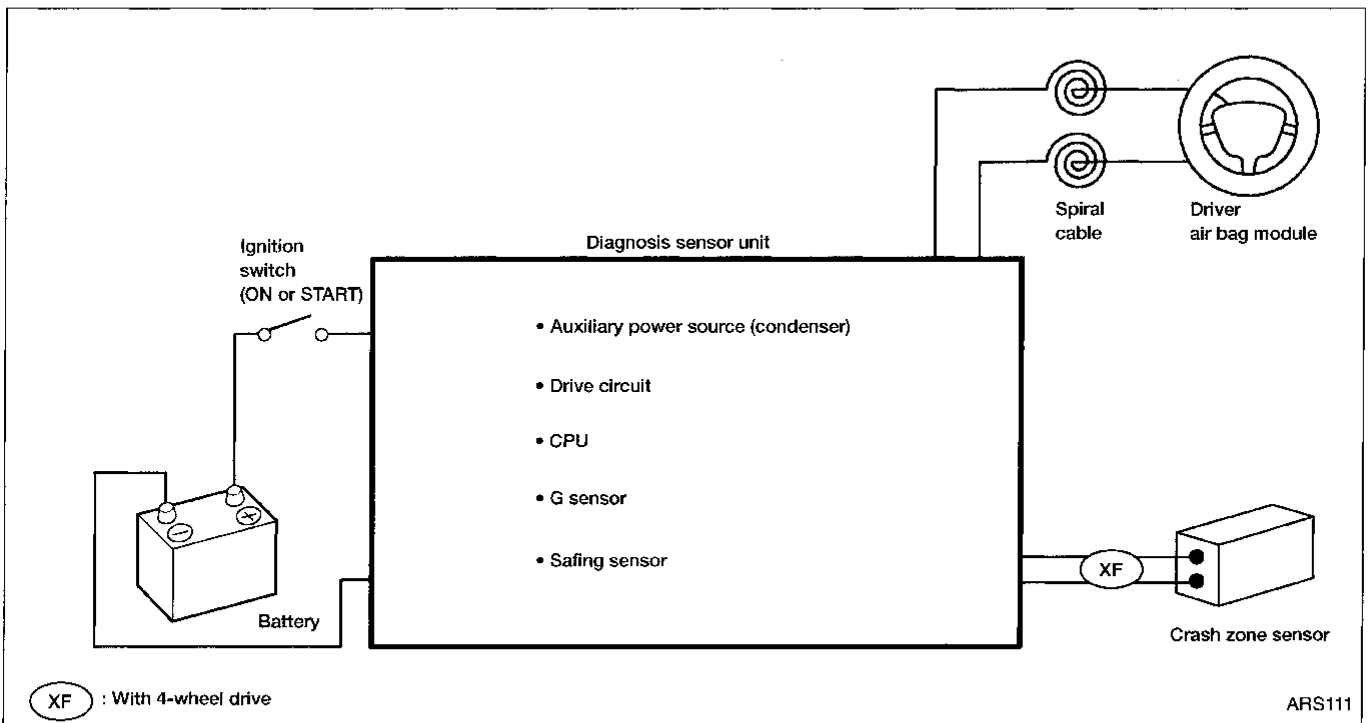 Spiral
cable
Driver
air bag module
Ignition
switch
(ON or START)
Diagnosis sensor unit
• Auxiliary power source (condenser)
• Drive circuit
• CPU
• G sensor
• Safing sensor
− +
Battery
XF
Crash zone sensor
XF : With 4-wheel drive
ARS111